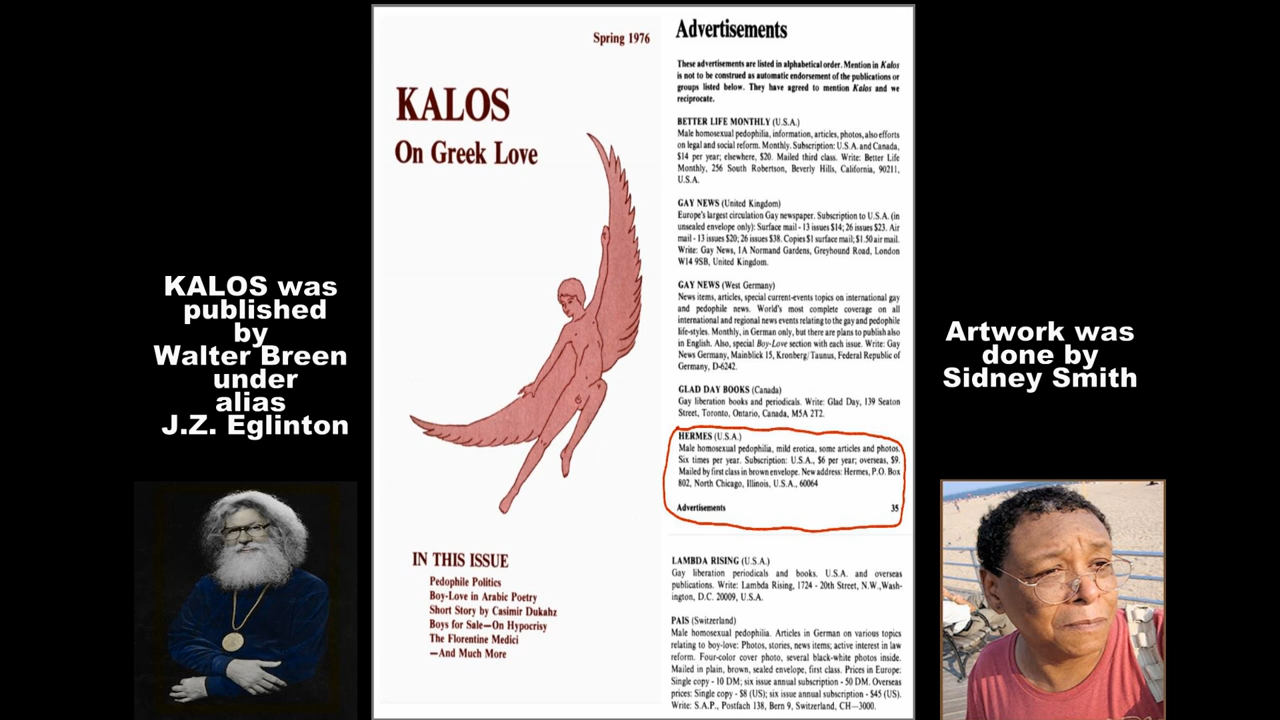 KALOS was
published
by
Walter Breen
under
alias
J.Z. Eglinton
Spring 1976
KALOS
On Greek Love
IN THIS ISSUE
Pedophile Politics
Boy-Love in Arabic Poetry
Short Story by Casimir Dukahz
Boys for Sale—On Hypocrisy
The Florentine Medici
—And Much More
Advertisements
These advertisements are listed in alphabetical order. Mention in Kalos
is not to be construed as automatic endorsement of the publications or
groups listed below. They have agreed to mention Kalos and we
reciprocate.
BETTER LIFE MONTHLY (U.S.A.)
Male homosexual pedophilia, information, articles, photos, also efforts
on legal and social reform. Monthly. Subscription: U.S.A. and Canada,
$14 per year; elsewhere, $20. Mailed third class. Write: Better Life
Monthly, 256 South Robertson, Beverly Hills, California, 90211,
U.S.A.
GAY NEWS (United Kingdom)
Europe's largest circulation Gay newspaper. Subscription to U.S.A. (in
unsealed envelope only): Surface mail - 13 issues $14; 26 issues $23. Air
mail - 13 issues $20; 26 issues $38. Copies $1 surface mail; $1.50 air mail.
Write: Gay News, 1A Normand Gardens, Greyhound Road, London
W14 9SB, United Kingdom.
GAY NEWS (West Germany)
News items, articles, special current-events topics on international gay
and pedophile news. World's most complete coverage on all
international and regional news events relating to the gay and pedophile
life-styles. Monthly, in German only, but there are plans to publish also
in English. Also, special Boy-Love section with each issue. Write: Gay
News Germany, Mainblick 15, Kronberg/Taunus, Federal Republic of
Germany, D-6242.
GLAD DAY BOOKS (Canada)
Gay liberation books and periodicals. Write: Glad Day, 139 Seaton
Street, Toronto, Ontario, Canada, M5A 2T2.
HERMES (U.S.A.)
Male homosexual pedophilia, mild erotica, some articles and photos.
Six times per year. Subscription: U.S.A., $6 per year; overseas, $9.
Mailed by first class in brown envelope. New address: Hermes, P.O. Box
802, North Chicago, Illinois, U.S.A., 60064
Advertisements 35
LAMBDA RISING (U.S.A.)
Gay liberation periodicals and books. U.S.A. and overseas
publications. Write: Lambda Rising, 1724 - 20th Street, N.W., Wash-
ington, D.C. 20009, U.S.A.
PAIS (Switzerland)
Male homosexual pedophilia. Articles in German on various topics
relating to boy-love: Photos, stories, news items; active interest in law
reform. Four-color cover photo, several black-white photos inside.
Mailed in plain, brown, sealed envelope, first class. Prices in Europe:
Single copy - 10 DM; six issue annual subscription - 50 DM. Overseas
prices: Single copy - $8 (US); six issue annual subscription - $45 (US).
Write: S.A.P., Postfach 138, Bern 9, Switzerland, CH—3000.
Artwork was
done by
Sidney Smith